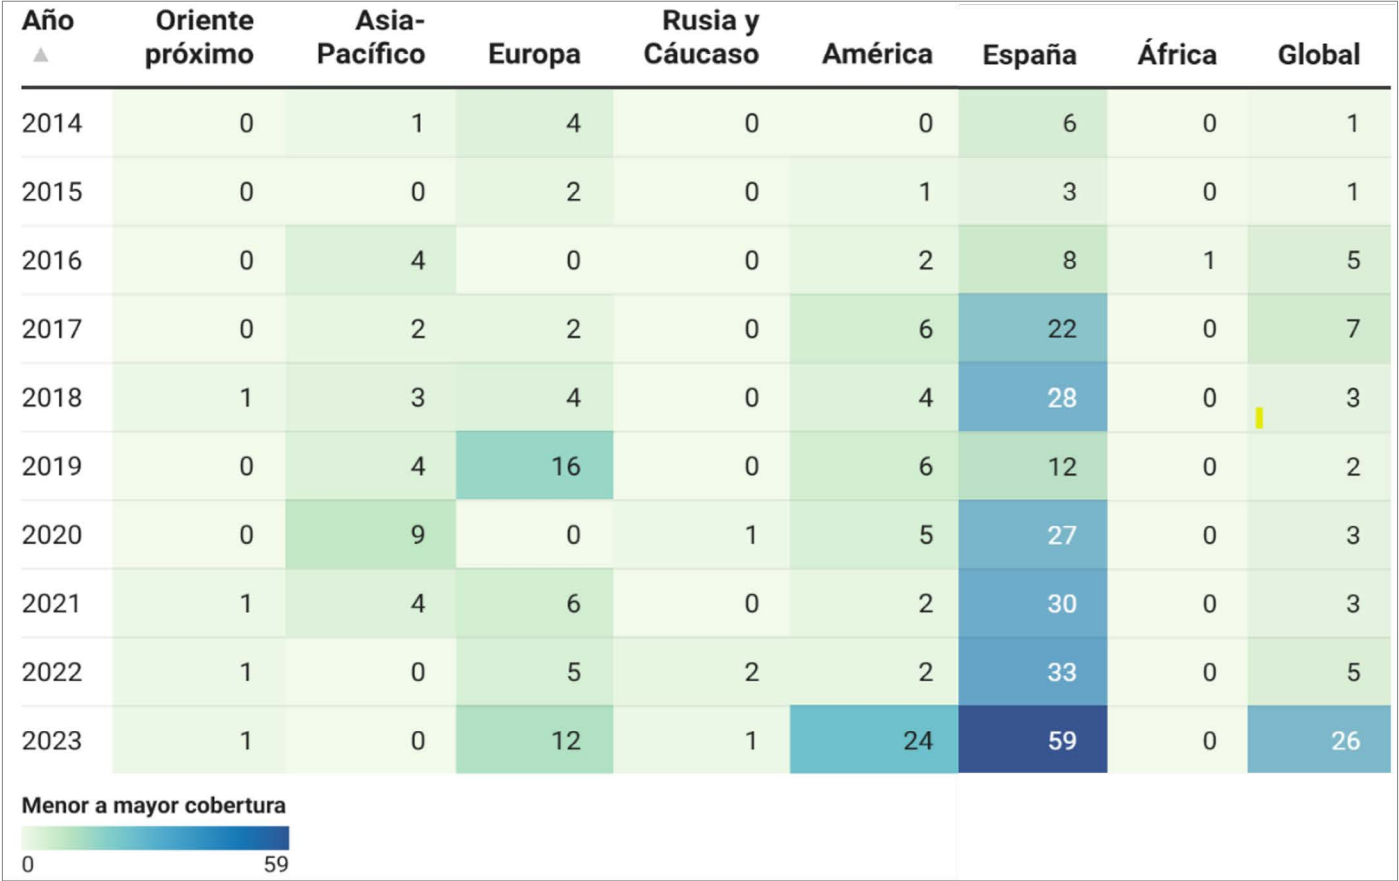 Año Oriente próximo Asia-Pacífico Europa Rusia y Cáucaso América España África Global
2014 0 1 4 0 0 6 0 1
2015 0 0 2 0 1 3 0 1
2016 0 4 0 0 2 8 1 5
2017 0 2 2 0 6 22 0 7
2018 1 3 4 0 4 28 0 3
2019 0 4 16 0 6 12 0 2
2020 0 9 0 1 5 27 0 3
2021 1 4 6 0 2 30 0 3
2022 1 0 5 2 2 33 0 5
2023 1 0 12 1 24 59 0 26
Menor a mayor cobertura
0 59